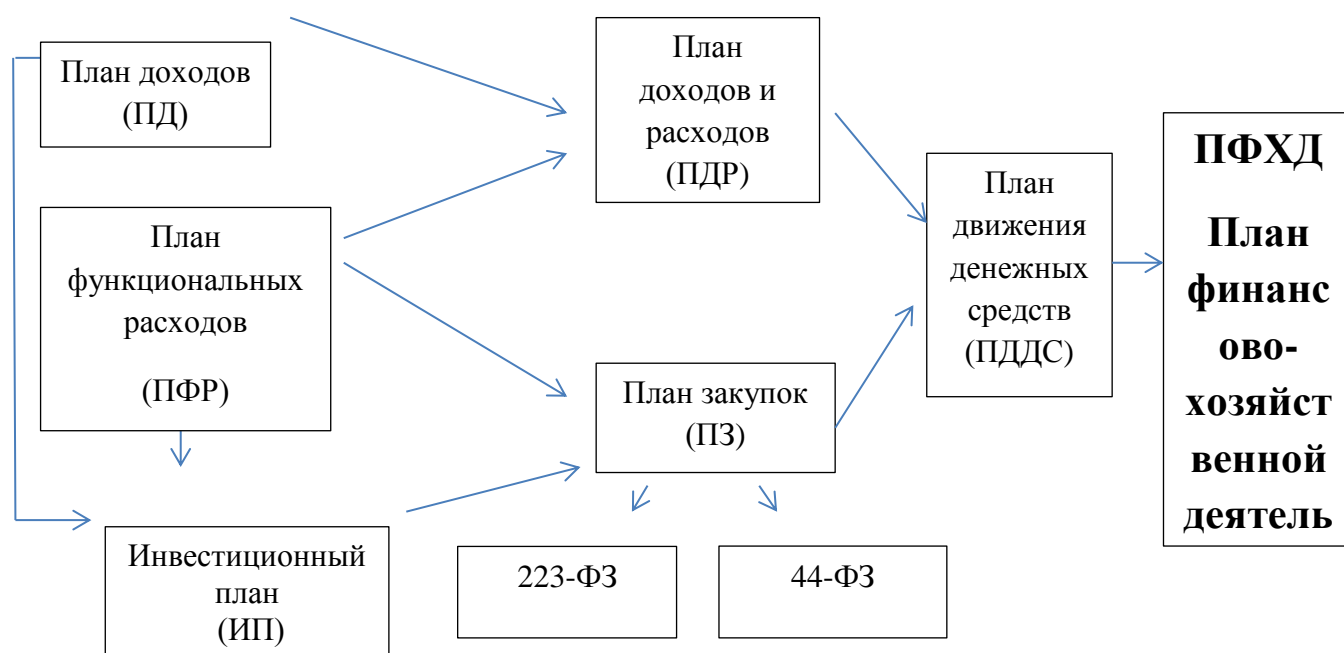 План доходов
(ПД)
План
функциональных
расходов
(ПФР)
Инвестиционный
план
(ИП)
План
доходов и
расходов
(ПДР)
План закупок
(ПЗ)
223-ФЗ
44-ФЗ
План
движения
денежных
средств
(ПДДС)
ПФХД
План
финанс
ово-
хозяйст
венной
деятель